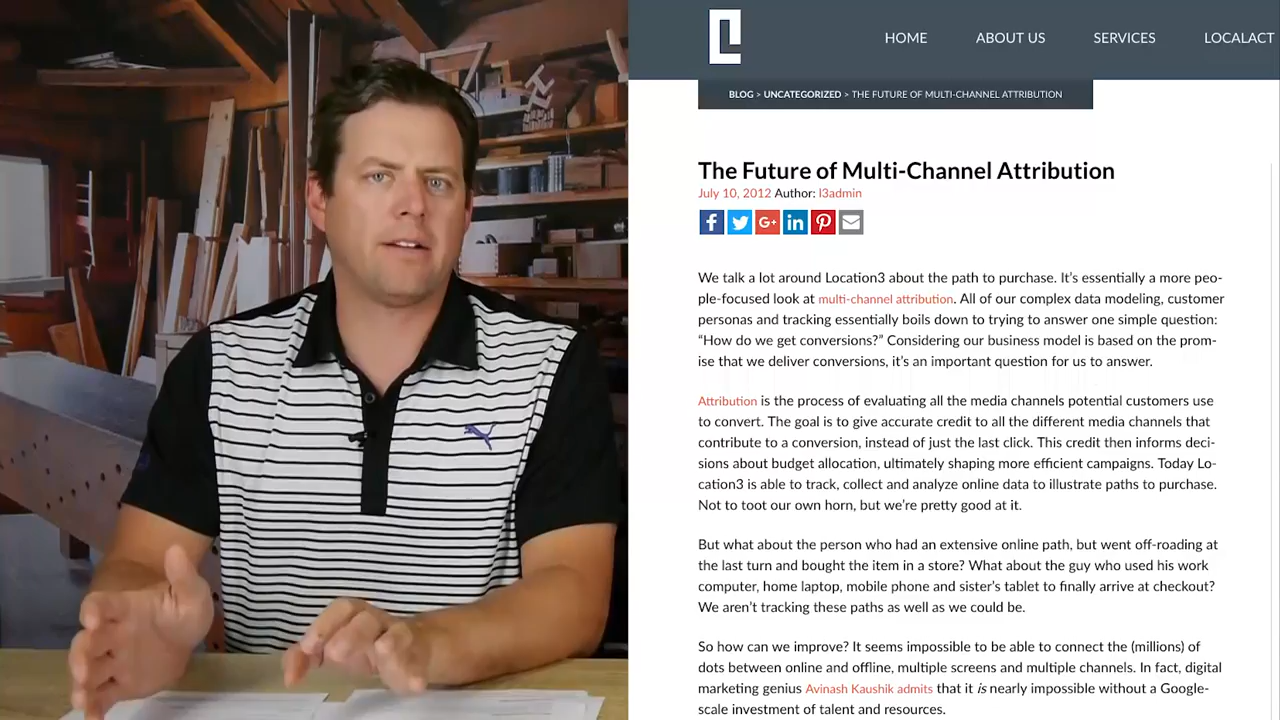 HOME ABOUT US SERVICES LOCALACT
BLOG > UNCATEGORIZED > THE FUTURE OF MULTI-CHANNEL ATTRIBUTION
The Future of Multi-Channel Attribution
July 10, 2012 Author: l3admin
We talk a lot around Location3 about the path to purchase. It’s essentially a more peo-
ple-focused look at multi-channel attribution. All of our complex data modeling, customer
personas and tracking essentially boils down to trying to answer one simple question:
“How do we get conversions?” Considering our business model is based on the prom-
ise that we deliver conversions, it’s an important question for us to answer.
Attribution is the process of evaluating all the media channels potential customers use
to convert. The goal is to give accurate credit to all the different media channels that
contribute to a conversion, instead of just the last click. This credit then informs deci-
sions about budget allocation, ultimately shaping more efficient campaigns. Today Lo-
cation3 is able to track, collect and analyze online data to illustrate paths to purchase.
Not to toot our own horn, but we’re pretty good at it.
But what about the person who had an extensive online path, but went off-roading at
the last turn and bought the item in a store? What about the guy who used his work
computer, home laptop, mobile phone and sister’s tablet to finally arrive at checkout?
We aren’t tracking these paths as well as we could be.
So how can we improve? It seems impossible to be able to connect the (millions) of
dots between online and offline, multiple screens and multiple channels. In fact, digital
marketing genius Avinash Kaushik admits that it is nearly impossible without a Google-
scale investment of talent and resources.